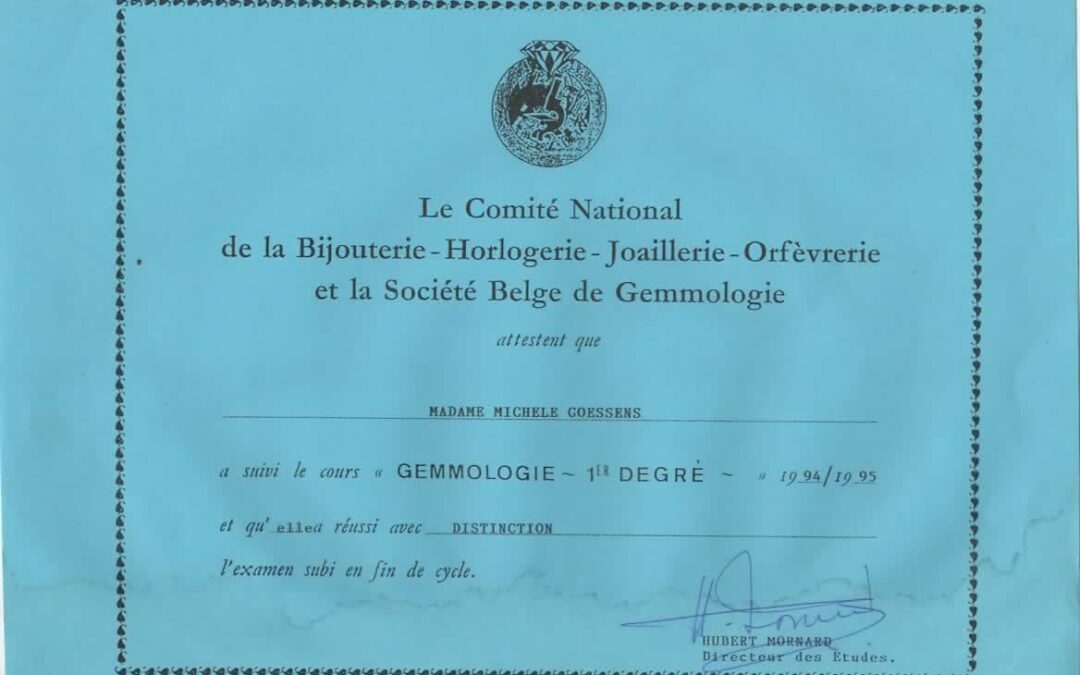 Le Comité National
de la Bijouterie-Horlogerie-Joaillerie-Orfèvrerie
et la Société Belge de Gemmologie
attestent que
MADAME MICHELE GOESSENS
a suivi le cours « GEMMOLOGIE ~ 1ER DEGRÈ ~ » 1994/1995
et qu'ellea réussi avec DISTINCTION
l'examen subi en fin de cycle.
HUBERT MORNARD
Directeur des Etudes.